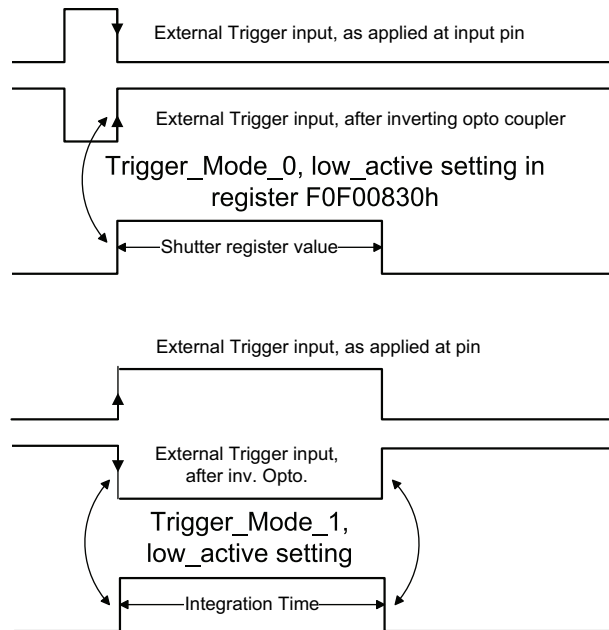 External Trigger input, as applied at input pin
External Trigger input, after inverting opto coupler
Trigger_Mode_0, low_active setting in
register F0F00830h
Shutter register value
External Trigger input, as applied at pin
External Trigger input,
after inv. Opto.
Trigger_Mode_1,
low_active setting
Integration Time